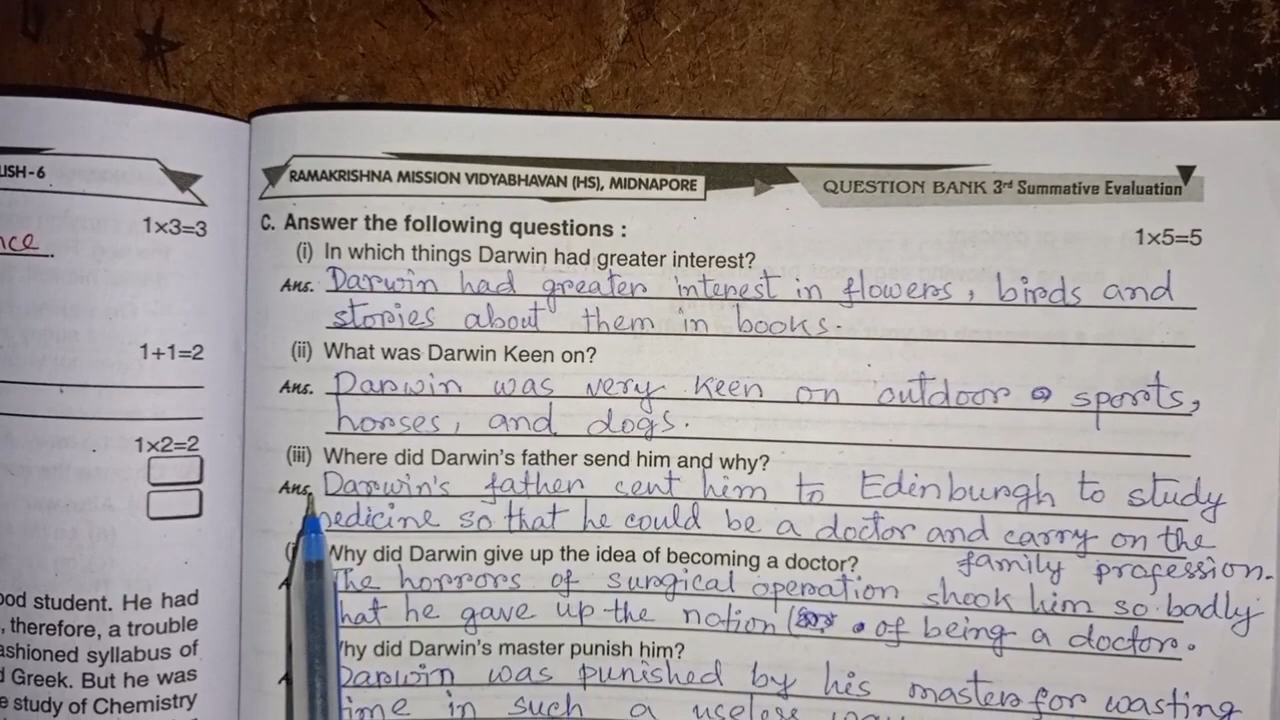 LISH-6
1×3=3
nce.
1+1=2
1×2=2
ood student. He had
, therefore, a trouble
ashioned syllabus of
d Greek. But he was
e study of Chemistry
RAMAKRISHNA MISSION VIDYABHAVAN (HS), MIDNAPORE
QUESTION BANK 3rd Summative Evaluation
C. Answer the following questions : 1×5=5
(i) In which things Darwin had greater interest?
Ans. Darwin had greater interest in flowers, birds and
stories about them in books.
(ii) What was Darwin Keen on?
Ans. Darwin was very keen on outdoor sports,
horses, and dogs.
(iii) Where did Darwin's father send him and why?
Ans. Darwin's father sent him to Edinburgh to study
medicine so that he could be a doctor and carry on the
family profession.
Why did Darwin give up the idea of becoming a doctor?
The horrors of surgical operation shook him so badly
that he gave up the notion of being a doctor.
Why did Darwin's master punish him?
Darwin was punished by his master for wasting
time in such a useless way